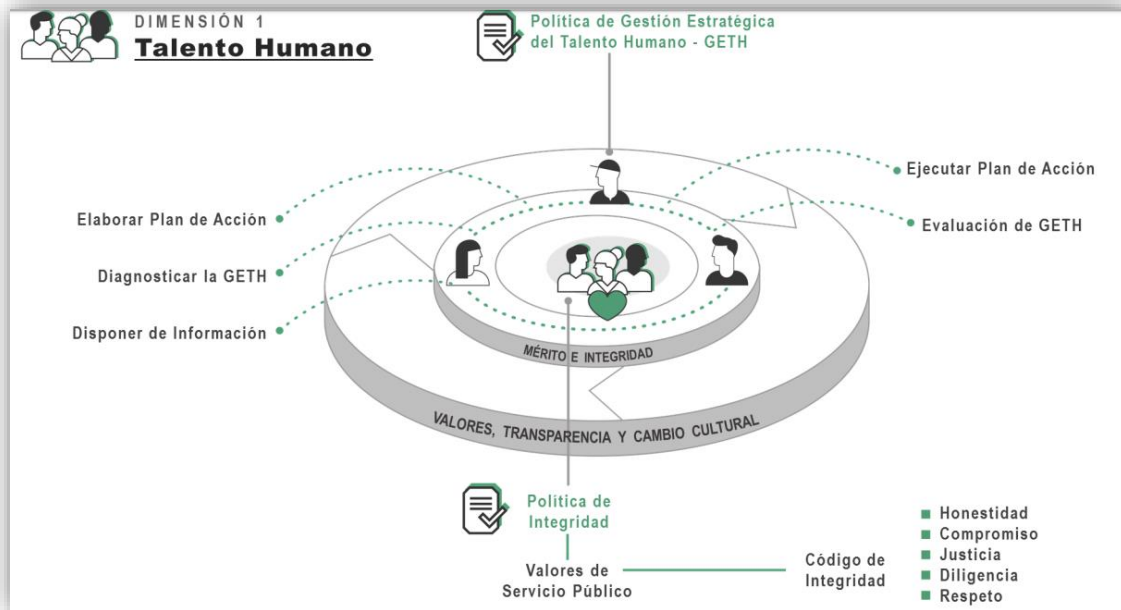 DIMENSIÓN 1
Talento Humano
Política de Gestión Estratégica
del Talento Humano - GETH
Elaborar Plan de Acción
Diagnosticar la GETH
Disponer de Información
Ejecutar Plan de Acción
Evaluación de GETH
MÉRITO E INTEGRIDAD
VALORES, TRANSPARENCIA Y CAMBIO CULTURAL
Política de
Integridad
Valores de
Servicio Público
Código de
Integridad
Honestidad
Compromiso
Justicia
Diligencia
Respeto